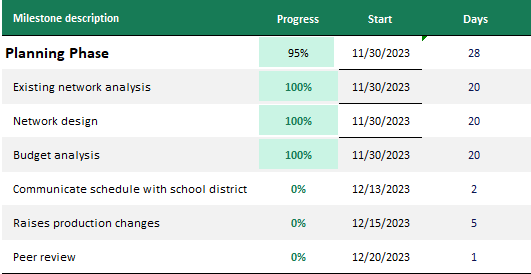 Milestone description Progress Start Days
Planning Phase 95% 11/30/2023 28
Existing network analysis 100% 11/30/2023 20
Network design 100% 11/30/2023 20
Budget analysis 100% 11/30/2023 20
Communicate schedule with school district 0% 12/13/2023 2
Raises production changes 0% 12/15/2023 5
Peer review 0% 12/20/2023 1